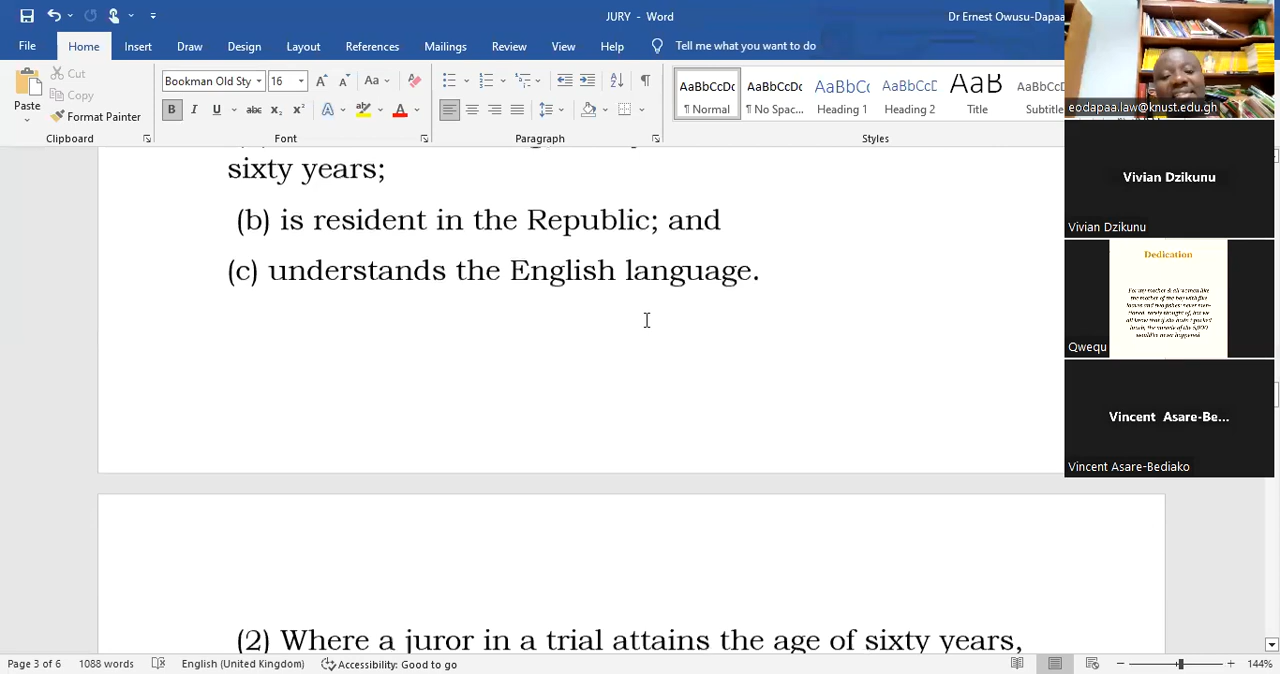 JURY - Word
Dr Ernest Owusu-Dapaa
File Home Insert Draw Design Layout References Mailings Review View Help Tell me what you want to do
Paste
Cut
Copy
Format Painter
Clipboard
Bookman Old Sty 16
Font
Paragraph
AaBbCcDc AaBbCcDc AaBbC AaBbCc AaB AaBbCcD
¶ Normal ¶ No Spac... Heading 1 Heading 2 Title Subtitle
Styles
sixty years;
(b) is resident in the Republic; and
(c) understands the English language.
(2) Where a juror in a trial attains the age of sixty years,
Page 3 of 6 1088 words English (United Kingdom) Accessibility: Good to go 144%
eodapaa.law@knust.edu.gh
Vivian Dzikunu
Vivian Dzikunu
Dedication
Qwequ
Vincent Asare-Be...
Vincent Asare-Bediako